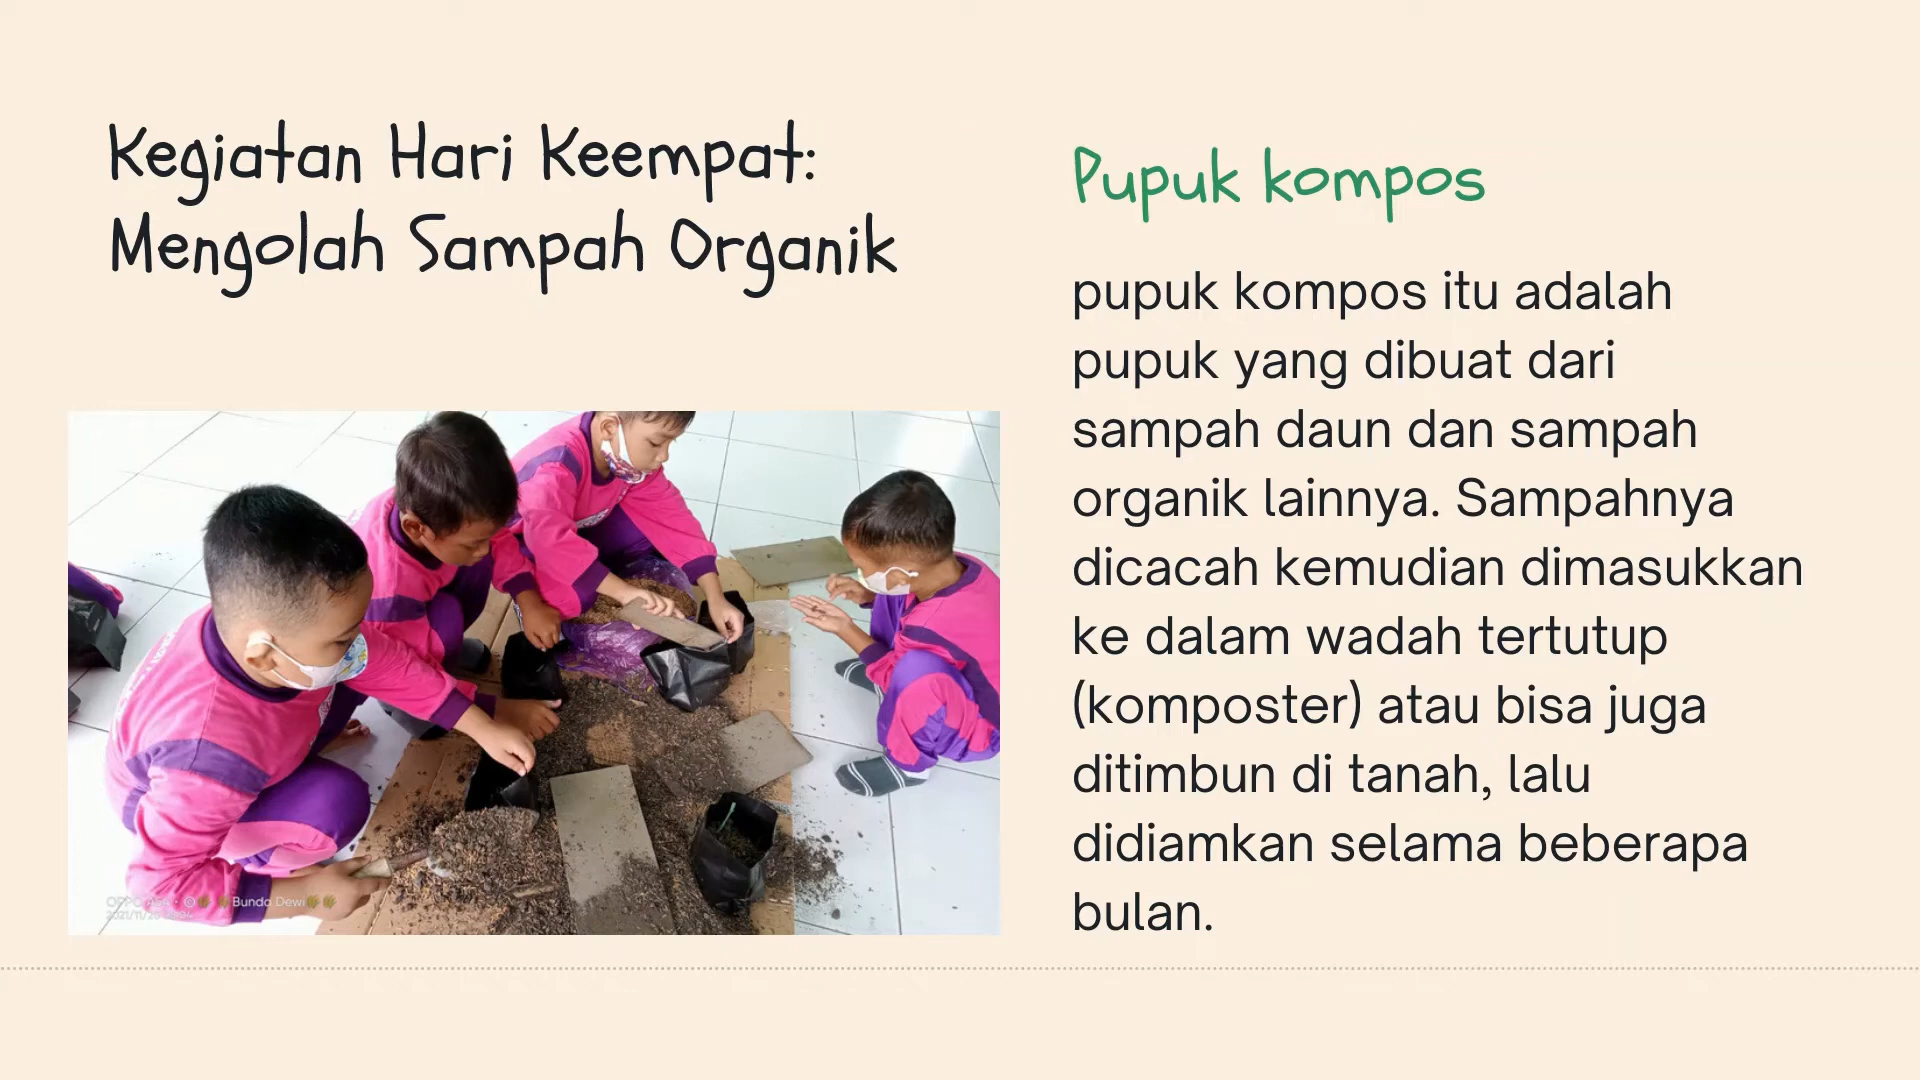 Kegiatan Hari Keempat:
Mengolah Sampah Organik
Pupuk kompos
pupuk kompos itu adalah
pupuk yang dibuat dari
sampah daun dan sampah
organik lainnya. Sampahnya
dicacah kemudian dimasukkan
ke dalam wadah tertutup
(komposter) atau bisa juga
ditimbun di tanah, lalu
didiamkan selama beberapa
bulan.
OPPO · © Bunda Dewi